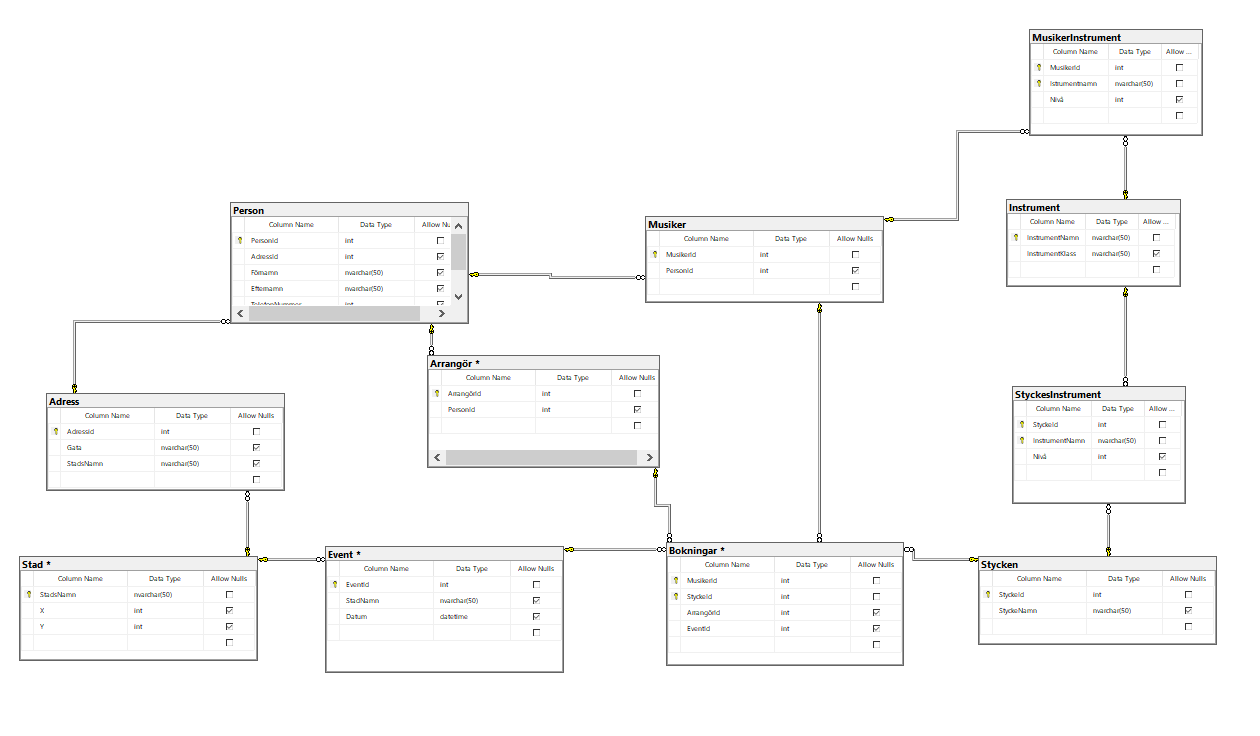 MusikerInstrument
Column Name Data Type Allow ...
MusikerId int
Istrumentnamn nvarchar(50)
Nivå int
Person
Column Name Data Type Allow Nu
PersonId int
AdressId int
Förnamn nvarchar(50)
Efternamn nvarchar(50)
TelefonNummer int
Musiker
Column Name Data Type Allow Nulls
MusikerId int
PersonId int
Instrument
Column Name Data Type Allow ...
InstrumentNamn nvarchar(50)
InstrumentKlass nvarchar(50)
Arrangör *
Column Name Data Type Allow Nulls
ArrangörId int
PersonId int
Adress
Column Name Data Type Allow Nulls
AdressId int
Gata nvarchar(50)
StadsNamn nvarchar(50)
StyckesInstrument
Column Name Data Type Allow ...
StyckeId int
InstrumentNamn nvarchar(50)
Nivå int
Stad *
Column Name Data Type Allow Nulls
StadsNamn nvarchar(50)
X int
Y int
Event *
Column Name Data Type Allow Nulls
EventId int
StadNamn nvarchar(50)
Datum datetime
Bokningar *
Column Name Data Type Allow Nulls
MusikerId int
StyckeId int
ArrangörId int
EventId int
Stycken
Column Name Data Type Allow Nulls
StyckeId int
StyckeNamn nvarchar(50)